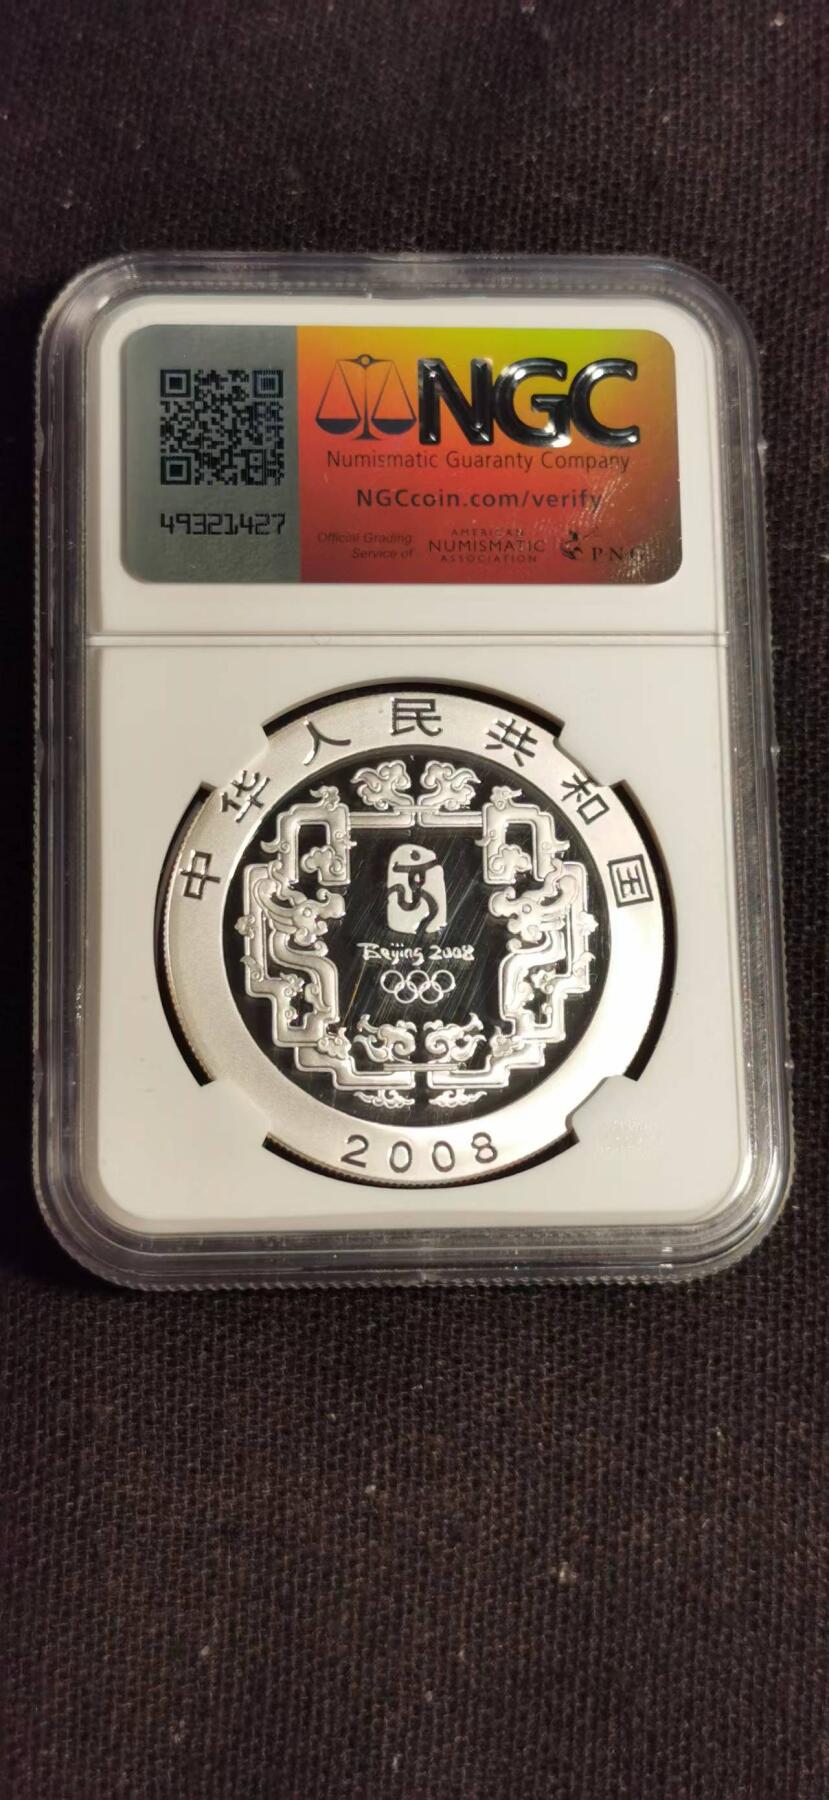 NGC
Numismatic Guaranty Company
NGCcoin.com/verify
49321427
Official Grading
Service of
AMERICAN
NUMISMATIC
ASSOCIATION
PNG
中华人民共和国
Beijing 2008
2008